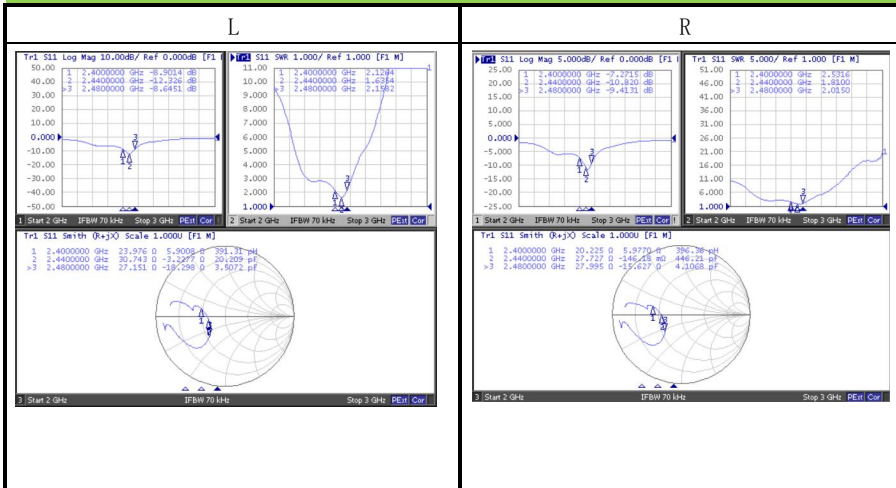 L
R
Tr1 S11 Log Mag 10.00dB/ Ref 0.000dB [F1
50.00
40.00
30.00
20.00
10.00
0.000
-10.00
-20.00
-30.00
-40.00
-50.00
1 2.4000000 GHz -8.9014 dB
2 2.4400000 GHz -12.326 dB
>3 2.4800000 GHz -8.6451 dB
1
2
3
1 Start 2 GHz IFBW 70 kHz Stop 3 GHz PExt Cor
Tr1 S11 SWR 1.000/ Ref 1.000 [F1 M]
11.00
10.00
9.000
8.000
7.000
6.000
5.000
4.000
3.000
2.000
1.000
1 2.4000000 GHz 2.1264
2 2.4400000 GHz 1.6354
>3 2.4800000 GHz 2.1582
1
3
2 Start 2 GHz IFBW 70 kHz Stop 3 GHz PExt Cor
Tr1 S11 Smith (R+jX) Scale 1.000U [F1 M]
1 2.4000000 GHz 23.976 Ω 5.9008 Ω 391.31 pH
2 2.4400000 GHz 30.743 Ω -3.2277 Ω 20.209 pF
>3 2.4800000 GHz 27.151 Ω -18.298 Ω 3.5072 pF
1
3 Start 2 GHz IFBW 70 kHz Stop 3 GHz PExt Cor
Tr1 S11 Log Mag 5.000dB/ Ref 0.000dB [F1
25.00
20.00
15.00
10.00
5.000
0.000
-5.000
-10.00
-15.00
-20.00
-25.00
1 2.4000000 GHz -7.2715 dB
2 2.4400000 GHz -10.820 dB
>3 2.4800000 GHz -9.4131 dB
1
2
3
1 Start 2 GHz IFBW 70 kHz Stop 3 GHz PExt Cor !
Tr1 S11 SWR 5.000/ Ref 1.000 [F1 M]
51.00
46.00
41.00
36.00
31.00
26.00
21.00
16.00
11.00
6.000
1.000
1 2.4000000 GHz 2.5316
2 2.4400000 GHz 1.8100
>3 2.4800000 GHz 2.0150
3
2 Start 2 GHz IFBW 70 kHz Stop 3 GHz PExt Cor
Tr1 S11 Smith (R+jX) Scale 1.000U [F1 M]
1 2.4000000 GHz 20.225 Ω 5.9770 Ω 396.36 pH
2 2.4400000 GHz 27.727 Ω -146.18 mΩ 446.21 pF
>3 2.4800000 GHz 27.995 Ω -15.627 Ω 4.1068 pF
1
3 Start 2 GHz IFBW 70 kHz Stop 3 GHz PExt Cor